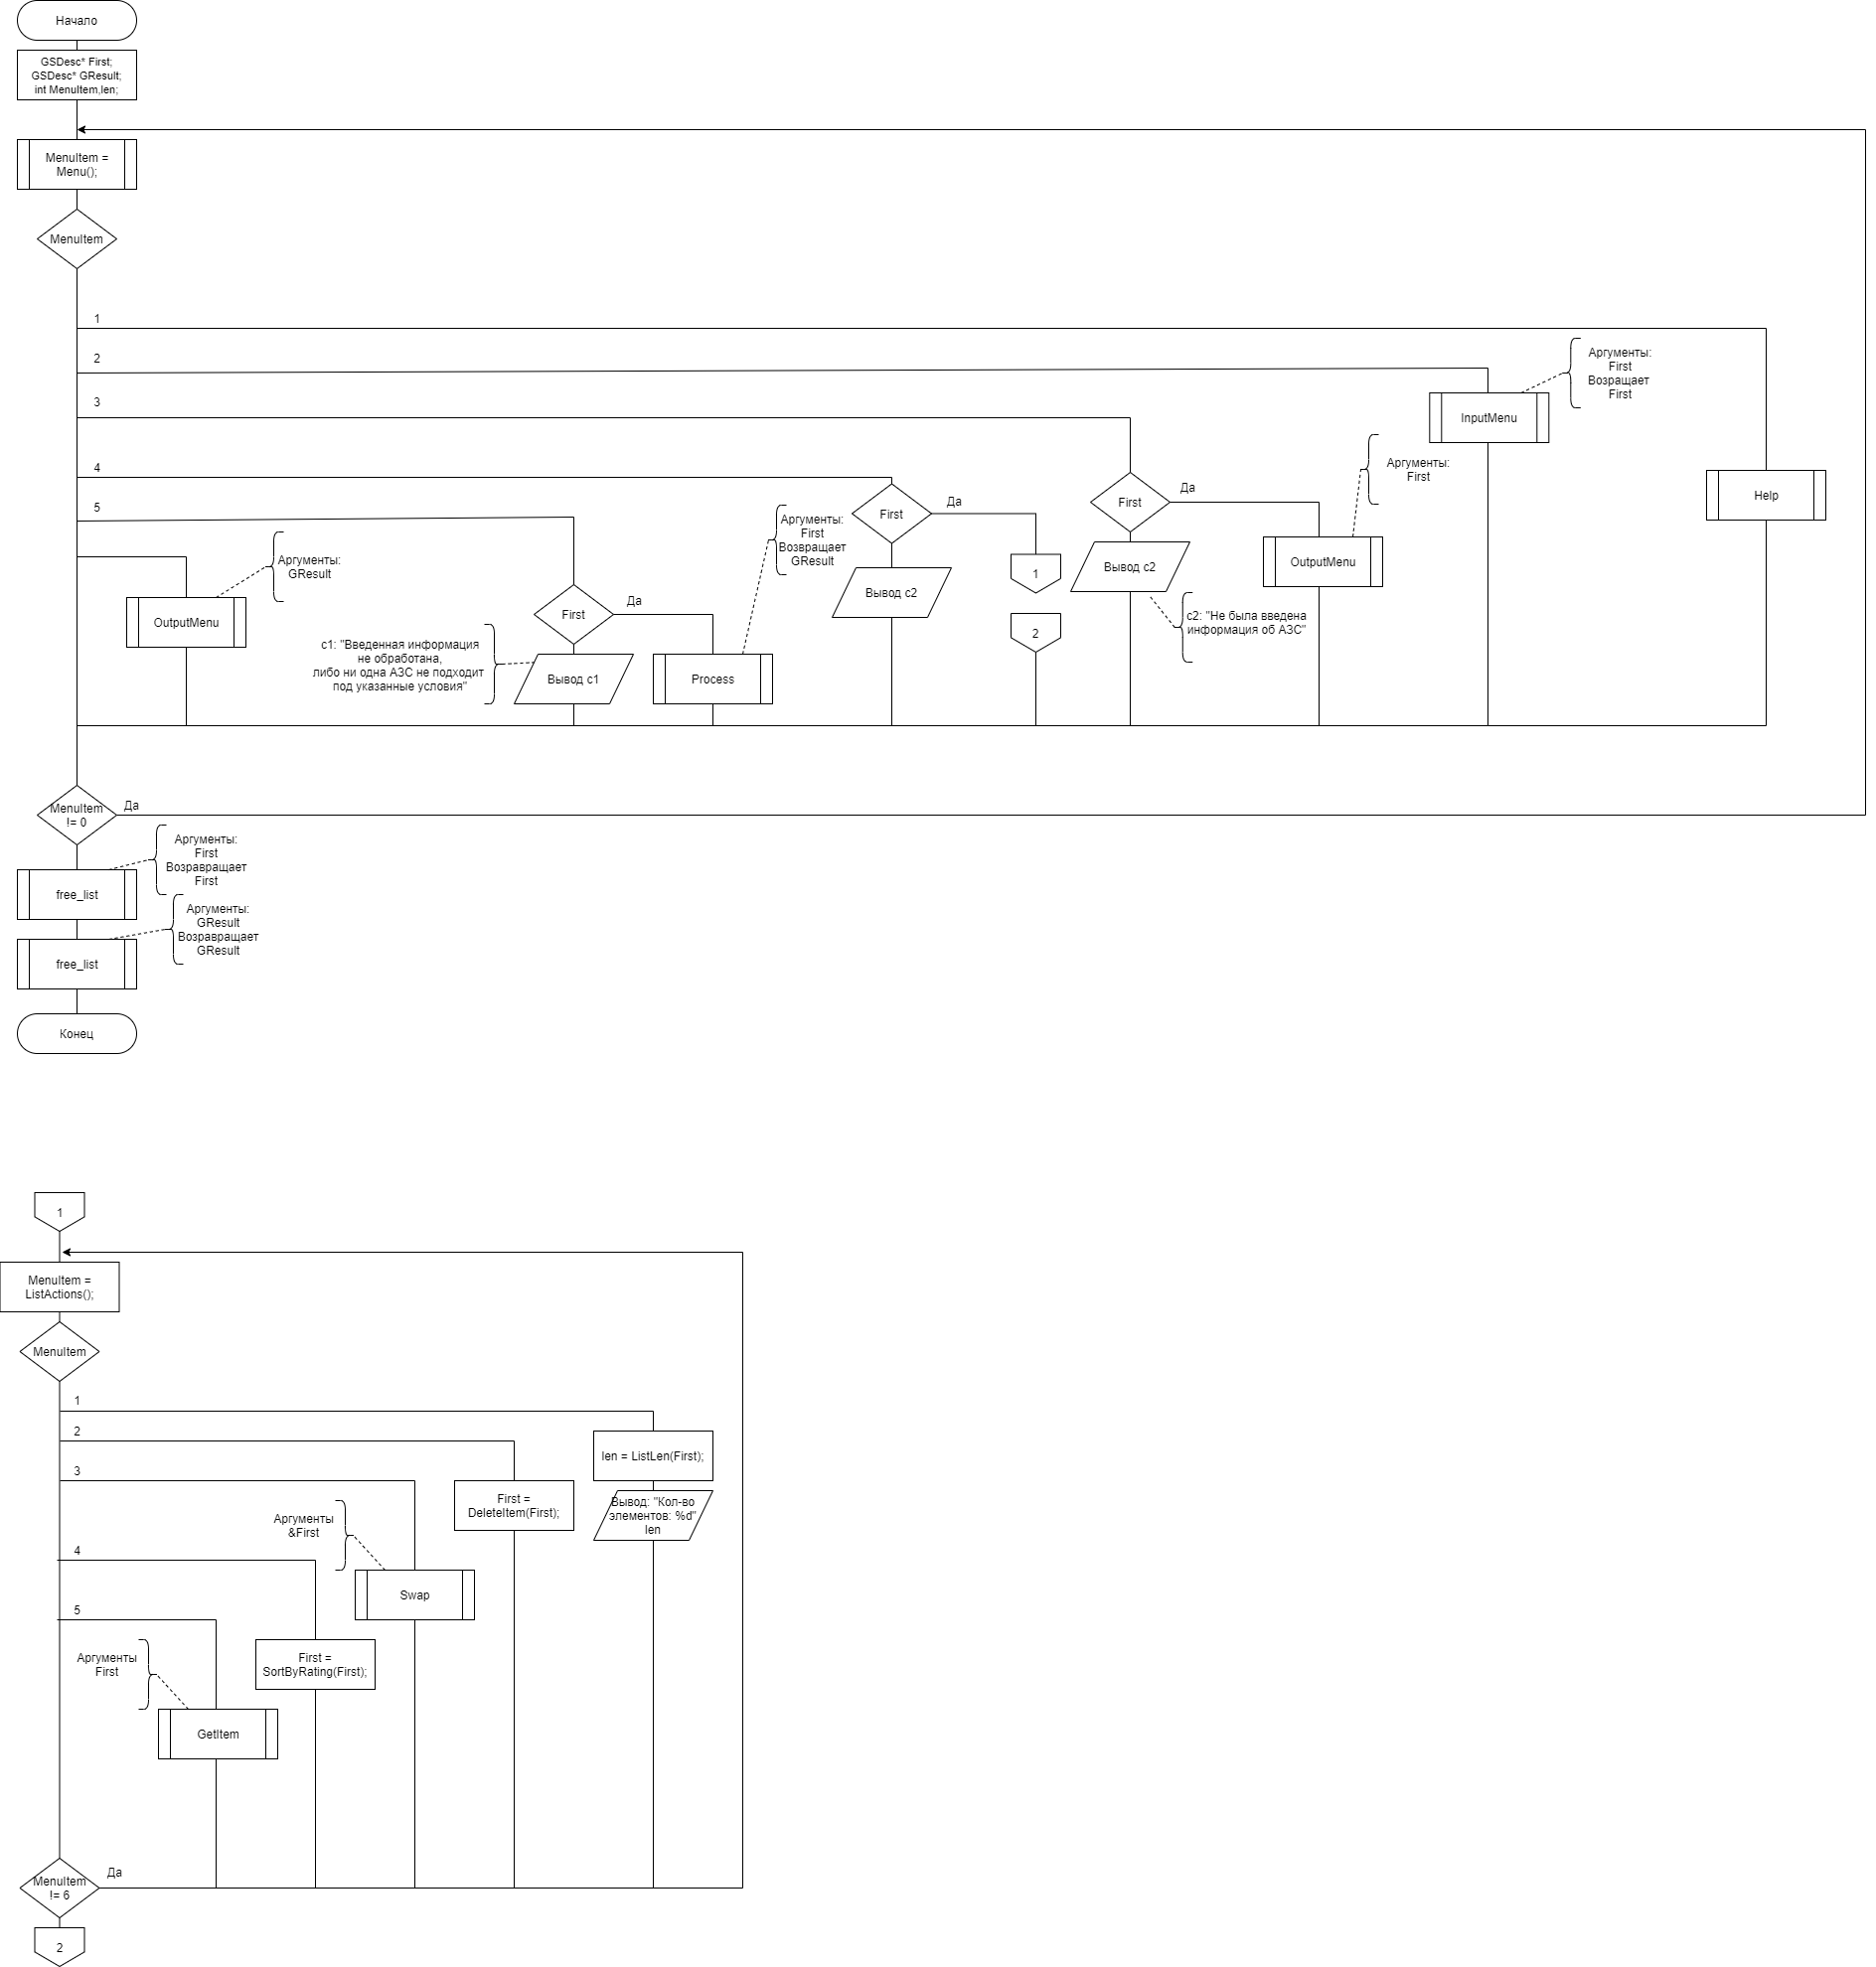 Начало
GSDesc* First;
GSDesc* GResult;
int MenuItem,len;
MenuItem =
Menu();
MenuItem
1
2
Аргументы:
First
Возращает
First
3
InputMenu
4
Аргументы:
First
Help
5
First
Да
First
Да
Аргументы:
First
Возвращает
GResult
Аргументы:
GResult
OutputMenu
Вывод c2
1
Вывод c2
OutputMenu
First
Да
c2: "Не была введена
информация об АЗС"
2
c1: "Введенная информация
не обработана,
либо ни одна АЗС не подходит
под указанные условия"
Вывод c1
Process
MenuItem
!= 0
Да
Аргументы:
First
Возравращает
First
free_list
Аргументы:
GResult
Возравращает
GResult
free_list
Конец
1
MenuItem =
ListActions();
MenuItem
1
2
len = ListLen(First);
3
First =
DeleteItem(First);
Вывод: "Кол-во
элементов: %d"
len
Аргументы
&First
4
Swap
5
Аргументы
First
First =
SortByRating(First);
GetItem
Да
MenuItem
!= 6
2